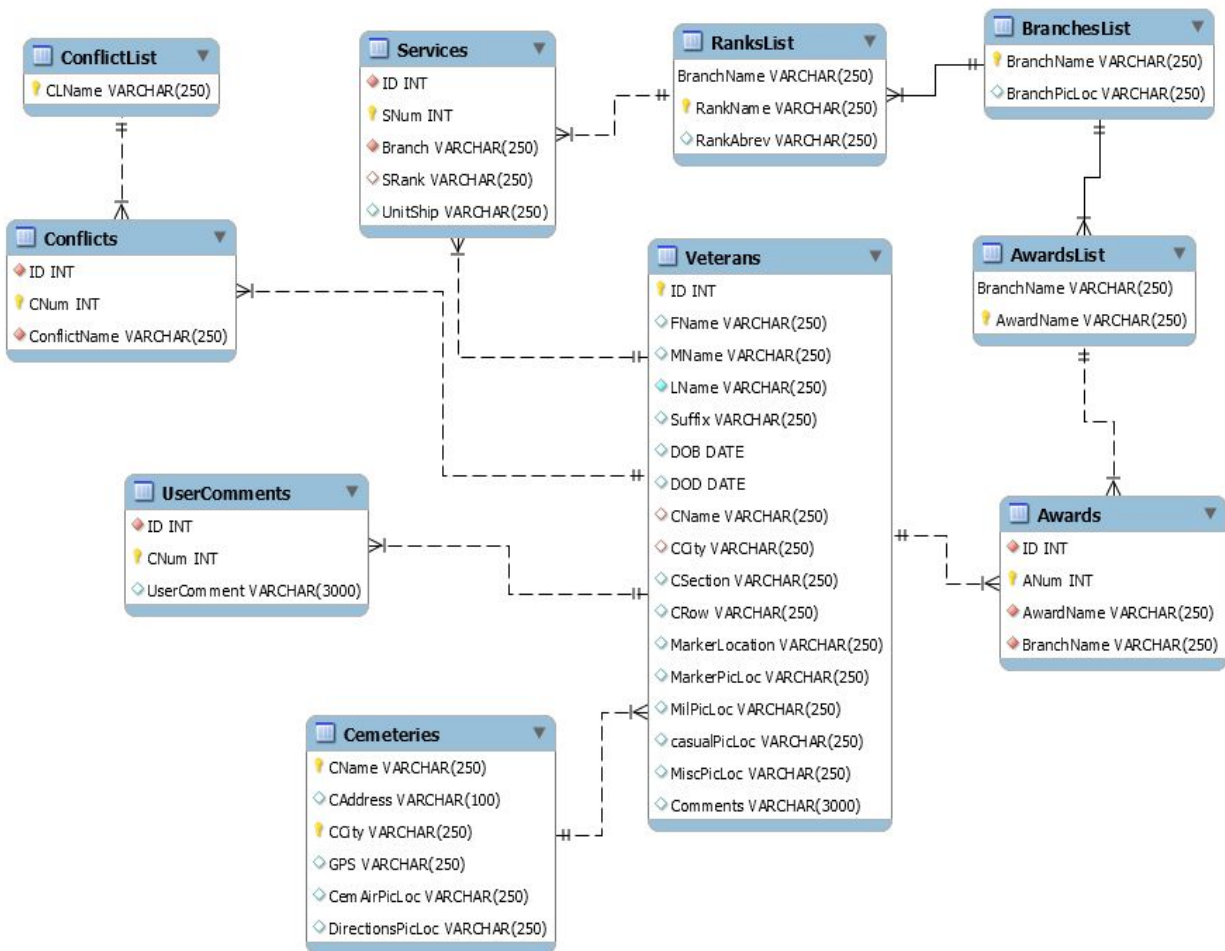 ConflictList
CLName VARCHAR(250)
Services
ID INT
SNum INT
Branch VARCHAR(250)
SRank VARCHAR(250)
UnitShip VARCHAR(250)
RanksList
BranchName VARCHAR(250)
RankName VARCHAR(250)
RankAbrev VARCHAR(250)
BranchesList
BranchName VARCHAR(250)
BranchPicLoc VARCHAR(250)
Conflicts
ID INT
CNum INT
ConflictName VARCHAR(250)
Veterans
ID INT
FName VARCHAR(250)
MName VARCHAR(250)
LName VARCHAR(250)
Suffix VARCHAR(250)
DOB DATE
DOD DATE
CName VARCHAR(250)
CCity VARCHAR(250)
CSection VARCHAR(250)
CRow VARCHAR(250)
MarkerLocation VARCHAR(250)
MarkerPicLoc VARCHAR(250)
MilPicLoc VARCHAR(250)
casualPicLoc VARCHAR(250)
MiscPicLoc VARCHAR(250)
Comments VARCHAR(3000)
AwardsList
BranchName VARCHAR(250)
AwardName VARCHAR(250)
UserComments
ID INT
CNum INT
UserComment VARCHAR(3000)
Awards
ID INT
ANum INT
AwardName VARCHAR(250)
BranchName VARCHAR(250)
Cemeteries
CName VARCHAR(250)
CAddress VARCHAR(100)
CCity VARCHAR(250)
GPS VARCHAR(250)
CemAirPicLoc VARCHAR(250)
DirectionsPicLoc VARCHAR(250)